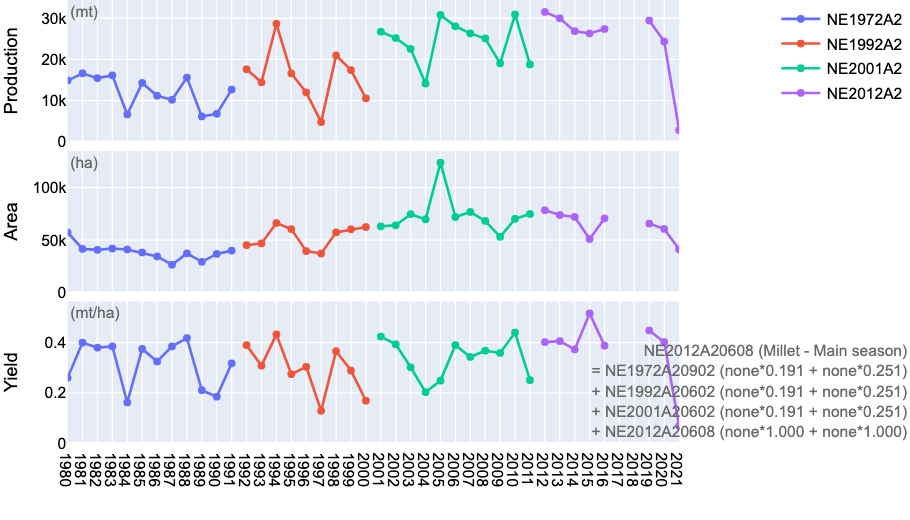 (mt)
Production
30k
20k
10k
0
NE1972A2
NE1992A2
NE2001A2
NE2012A2
(ha)
Area
100k
50k
0
(mt/ha)
Yield
0.4
0.2
0
NE2012A20608 (Millet - Main season)
= NE1972A20902 (none*0.191 + none*0.251)
+ NE1992A20602 (none*0.191 + none*0.251)
+ NE2001A20602 (none*0.191 + none*0.251)
+ NE2012A20608 (none*1.000 + none*1.000)
1980 1981 1982 1983 1984 1985 1986 1987 1988 1989 1990 1991 1992 1993 1994 1995 1996 1997 1998 1999 2000 2001 2002 2003 2004 2005 2006 2007 2008 2009 2010 2011 2012 2013 2014 2015 2016 2017 2018 2019 2020 2021